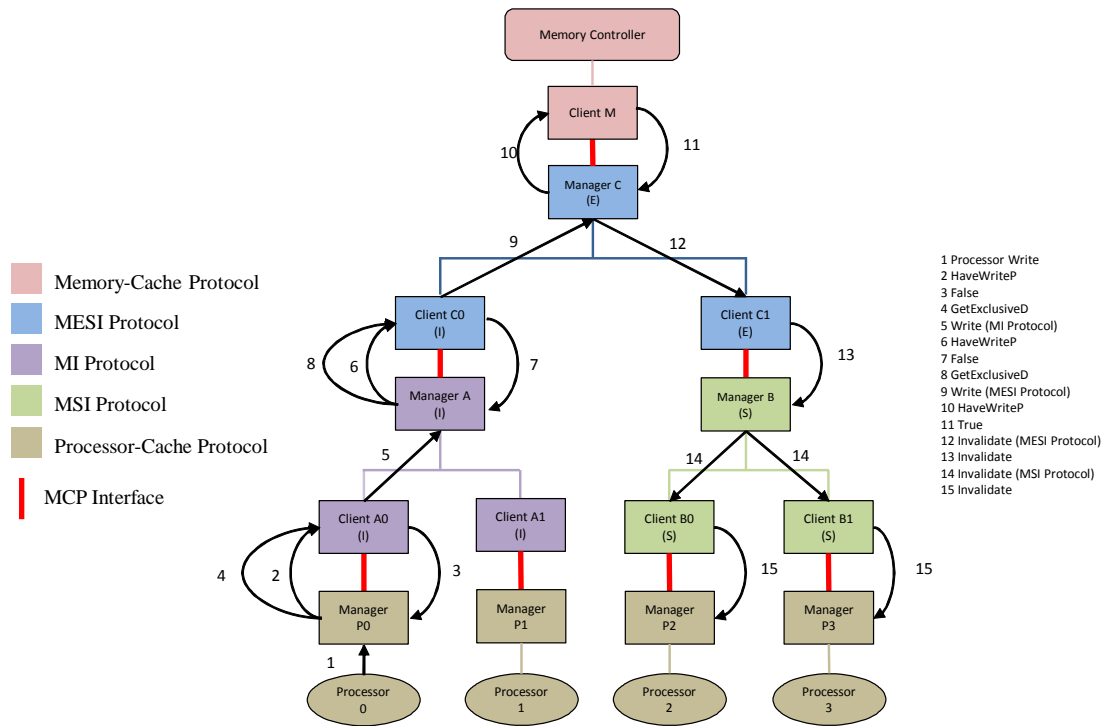 Memory Controller
Client M
10
11
Manager C
(E)
9
12
Memory-Cache Protocol
MESI Protocol
MI Protocol
MSI Protocol
Processor-Cache Protocol
MCP Interface
Client C0
(I)
Client C1
(E)
8
6
7
13
Manager A
(I)
Manager B
(S)
5
14
14
Client A0
(I)
Client A1
(I)
Client B0
(S)
Client B1
(S)
4
2
3
15
15
Manager
P0
Manager
P1
Manager
P2
Manager
P3
1
Processor
0
Processor
1
Processor
2
Processor
3
1 Processor Write
2 HaveWriteP
3 False
4 GetExclusiveD
5 Write (MI Protocol)
6 HaveWriteP
7 False
8 GetExclusiveD
9 Write (MESI Protocol)
10 HaveWriteP
11 True
12 Invalidate (MESI Protocol)
13 Invalidate
14 Invalidate (MSI Protocol)
15 Invalidate